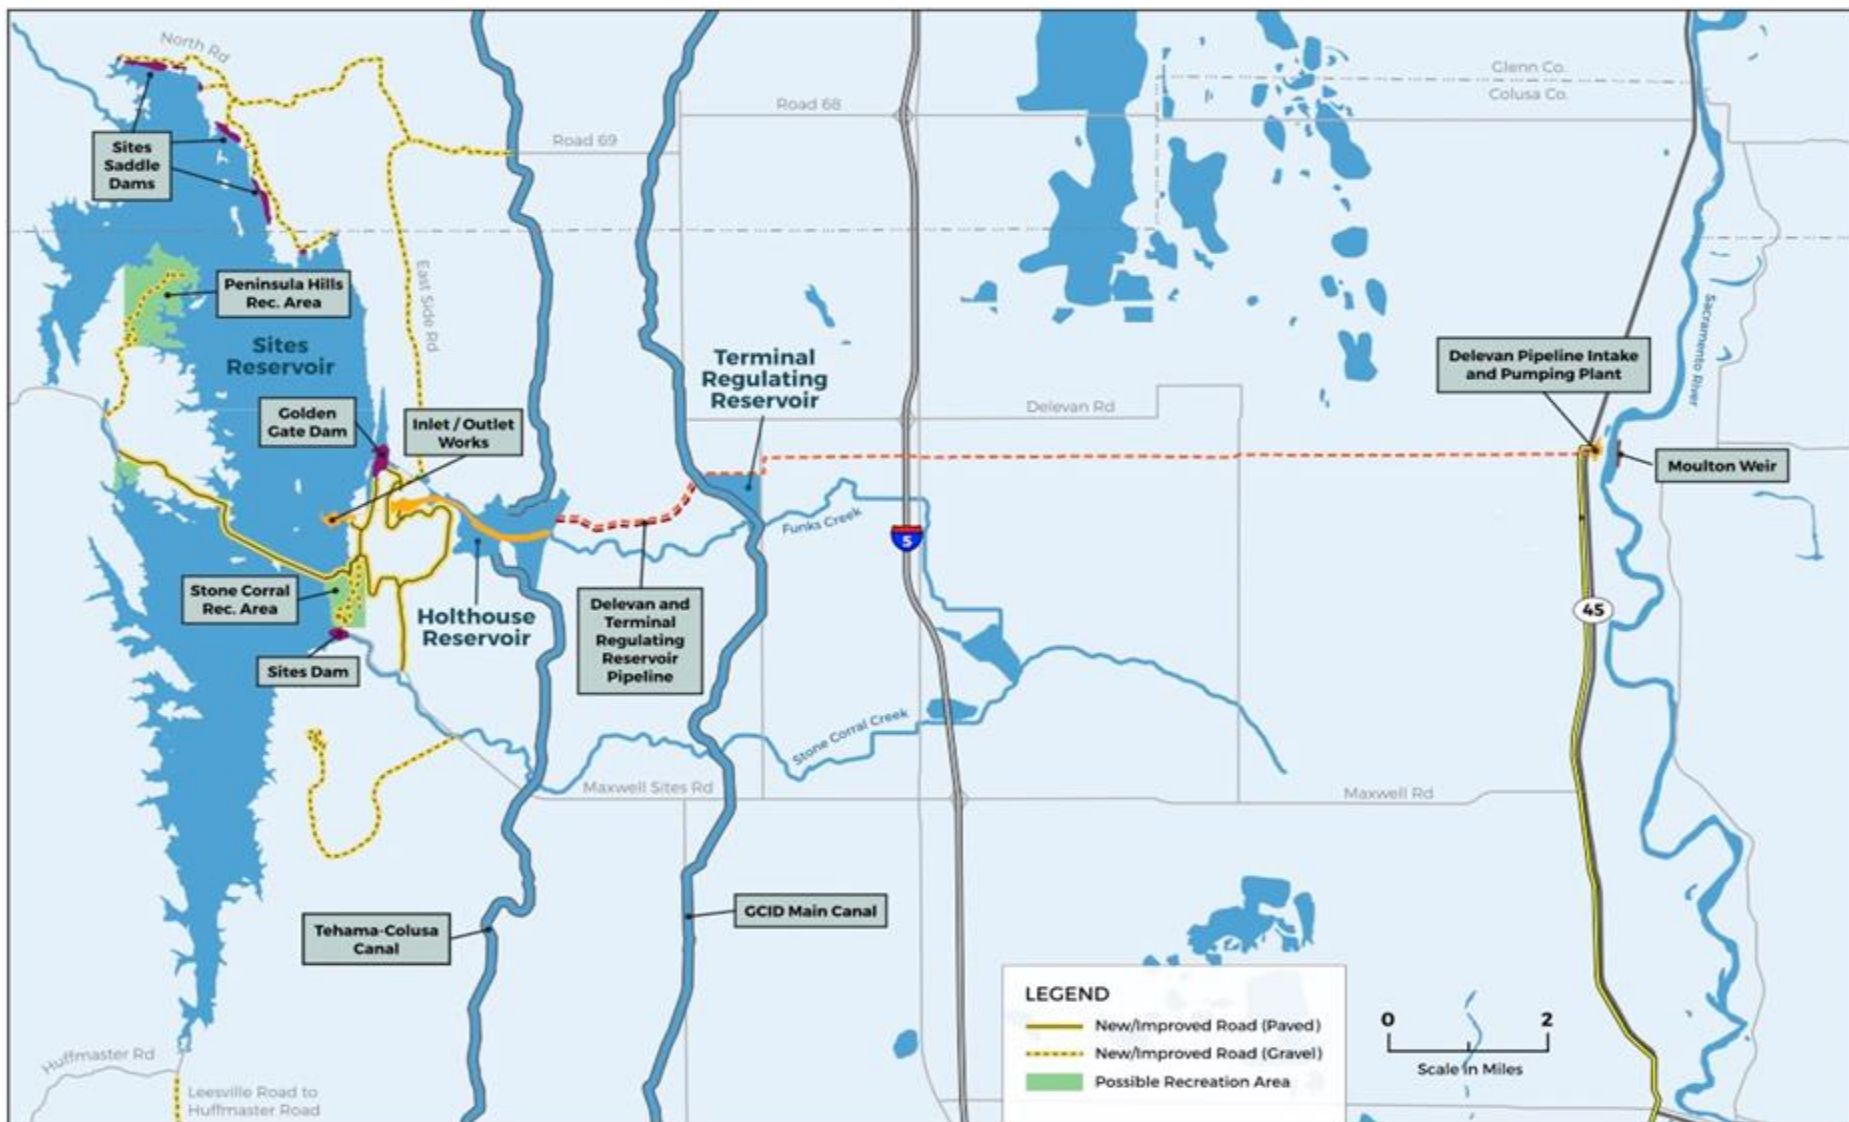 North Rd
Glenn Co.
Colusa Co.
Road 68
Road 69
Sites
Saddle
Dams
East Side Rd
Peninsula Hills
Rec. Area
Sites
Reservoir
Sacramento River
Terminal
Regulating
Reservoir
Delevan Pipeline Intake
and Pumping Plant
Golden
Gate Dam
Inlet / Outlet
Works
Delevan Rd
Moulton Weir
Funks Creek
5
Stone Corral
Rec. Area
Holthouse
Reservoir
Delevan and
Terminal
Regulating
Reservoir
Pipeline
45
Sites Dam
Stone Corral Creek
Maxwell Sites Rd
Maxwell Rd
Tehama-Colusa
Canal
GCID Main Canal
LEGEND
New/Improved Road (Paved)
New/Improved Road (Gravel)
Possible Recreation Area
0 2
Scale in Miles
Huffmaster Rd
Leesville Road to
Huffmaster Road